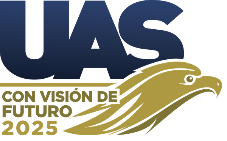 UAS
CON VISIÓN DE
FUTURO
2025